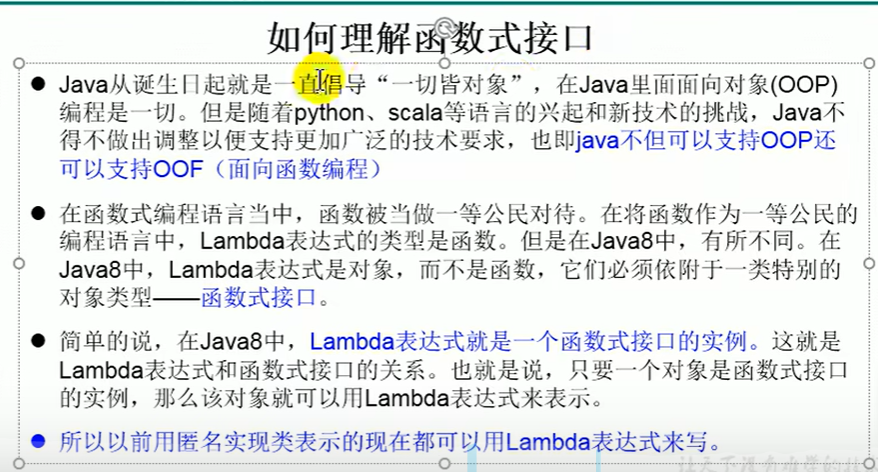 如何理解函数式接口
● Java从诞生日起就是一直倡导“一切皆对象”，在Java里面面向对象(OOP)
编程是一切。但是随着python、scala等语言的兴起和新技术的挑战，Java不
得不做出调整以便支持更加广泛的技术要求，也即java不但可以支持OOP还
可以支持OOF（面向函数编程）
● 在函数式编程语言当中，函数被当做一等公民对待。在将函数作为一等公民的
编程语言中，Lambda表达式的类型是函数。但是在Java8中，有所不同。在
Java8中，Lambda表达式是对象，而不是函数，它们必须依附于一类特别的
对象类型——函数式接口。
● 简单的说，在Java8中，Lambda表达式就是一个函数式接口的实例。这就是
Lambda表达式和函数式接口的关系。也就是说，只要一个对象是函数式接口
的实例，那么该对象就可以用Lambda表达式来表示。
● 所以以前用匿名实现类表示的现在都可以用Lambda表达式来写。